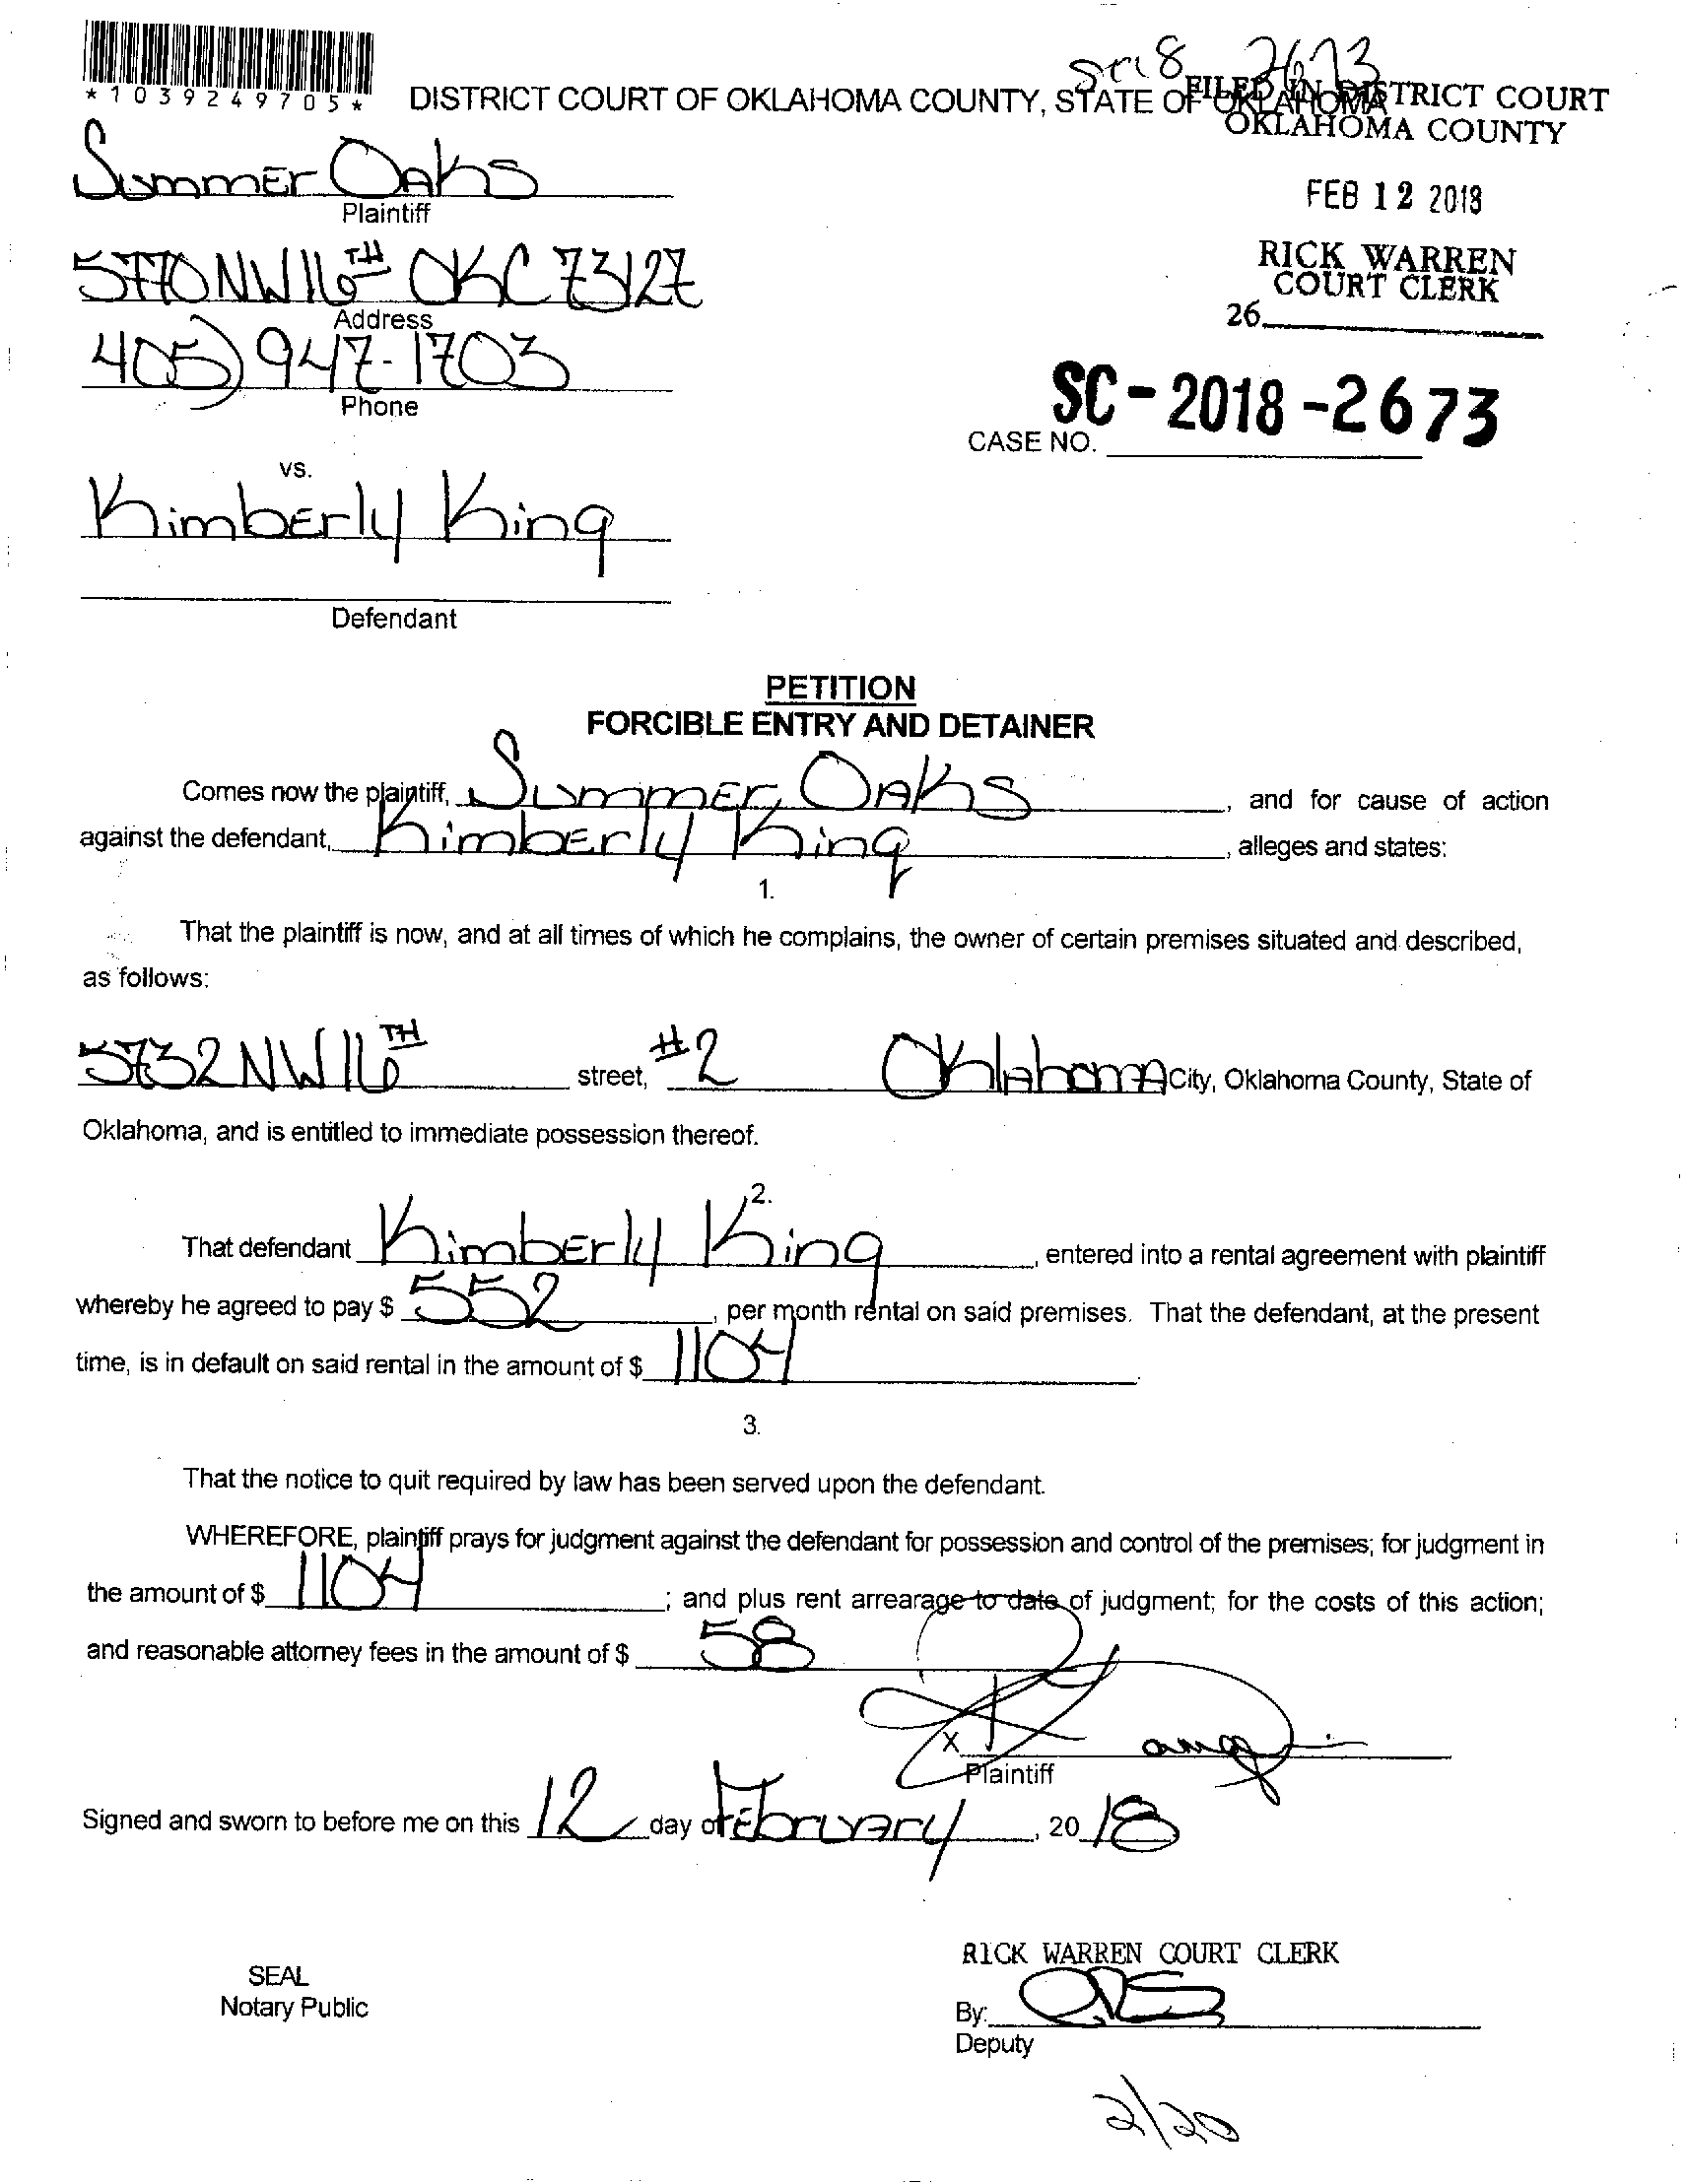 SC18 2673
*1039249705*
DISTRICT COURT OF OKLAHOMA COUNTY, STATE OF OKLAHOMA
FILED IN DISTRICT COURT
OKLAHOMA COUNTY
Summer Oaks
Plaintiff
FEB 12 2018
5770 NW 16TH OKC 73127
Address
RICK WARREN
COURT CLERK
26
405) 947-1703
Phone
SC-2018-2673
CASE NO.
vs.
Kimberly King
Defendant
PETITION
FORCIBLE ENTRY AND DETAINER
Comes now the plaintiff, Summer Oaks, and for cause of action
against the defendant, Kimberly King, alleges and states:
1.
That the plaintiff is now, and at all times of which he complains, the owner of certain premises situated and described,
as follows:
5732 NW 16TH street, #2 Oklahoma City, Oklahoma County, State of
Oklahoma, and is entitled to immediate possession thereof.
2.
That defendant Kimberly King, entered into a rental agreement with plaintiff
whereby he agreed to pay $ 552, per month rental on said premises. That the defendant, at the present
time, is in default on said rental in the amount of $ 1104
3.
That the notice to quit required by law has been served upon the defendant.
WHEREFORE, plaintiff prays for judgment against the defendant for possession and control of the premises; for judgment in
the amount of $ 1104; and plus rent arrearage to date of judgment; for the costs of this action;
and reasonable attorney fees in the amount of $ 58
X
Plaintiff
Signed and sworn to before me on this 12 day of February, 2018
RICK WARREN COURT CLERK
SEAL
Notary Public
By:
Deputy
2/20